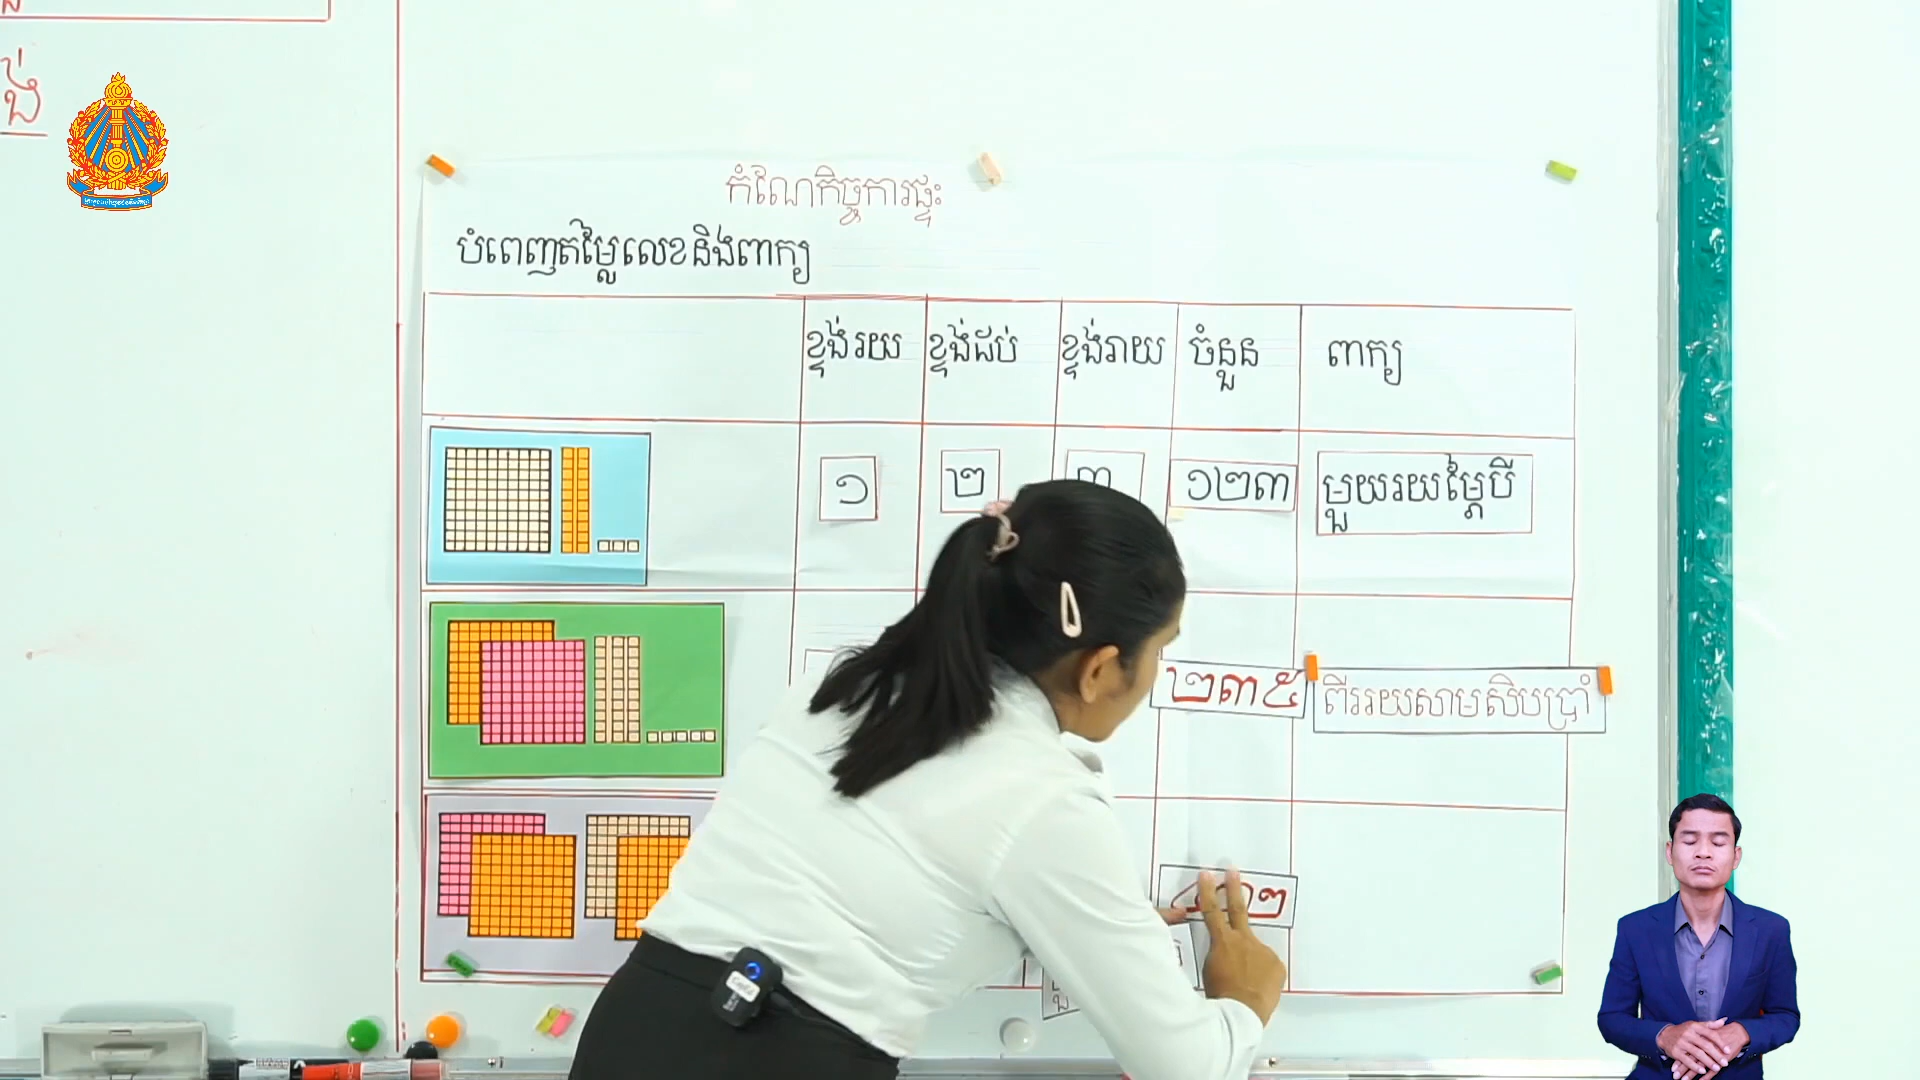 ង់
កំណែកិច្ចការផ្ទះ
បំពេញតម្លៃលេខនិងពាក្យ
ខ្ទង់រយ ខ្ទង់ដប់ ខ្ទង់រាយ ចំនួន ពាក្យ
១ ២ ៣ ១២៣ មួយរយម្ភៃបី
២៣៥ ពីររយសាមសិបប្រាំ